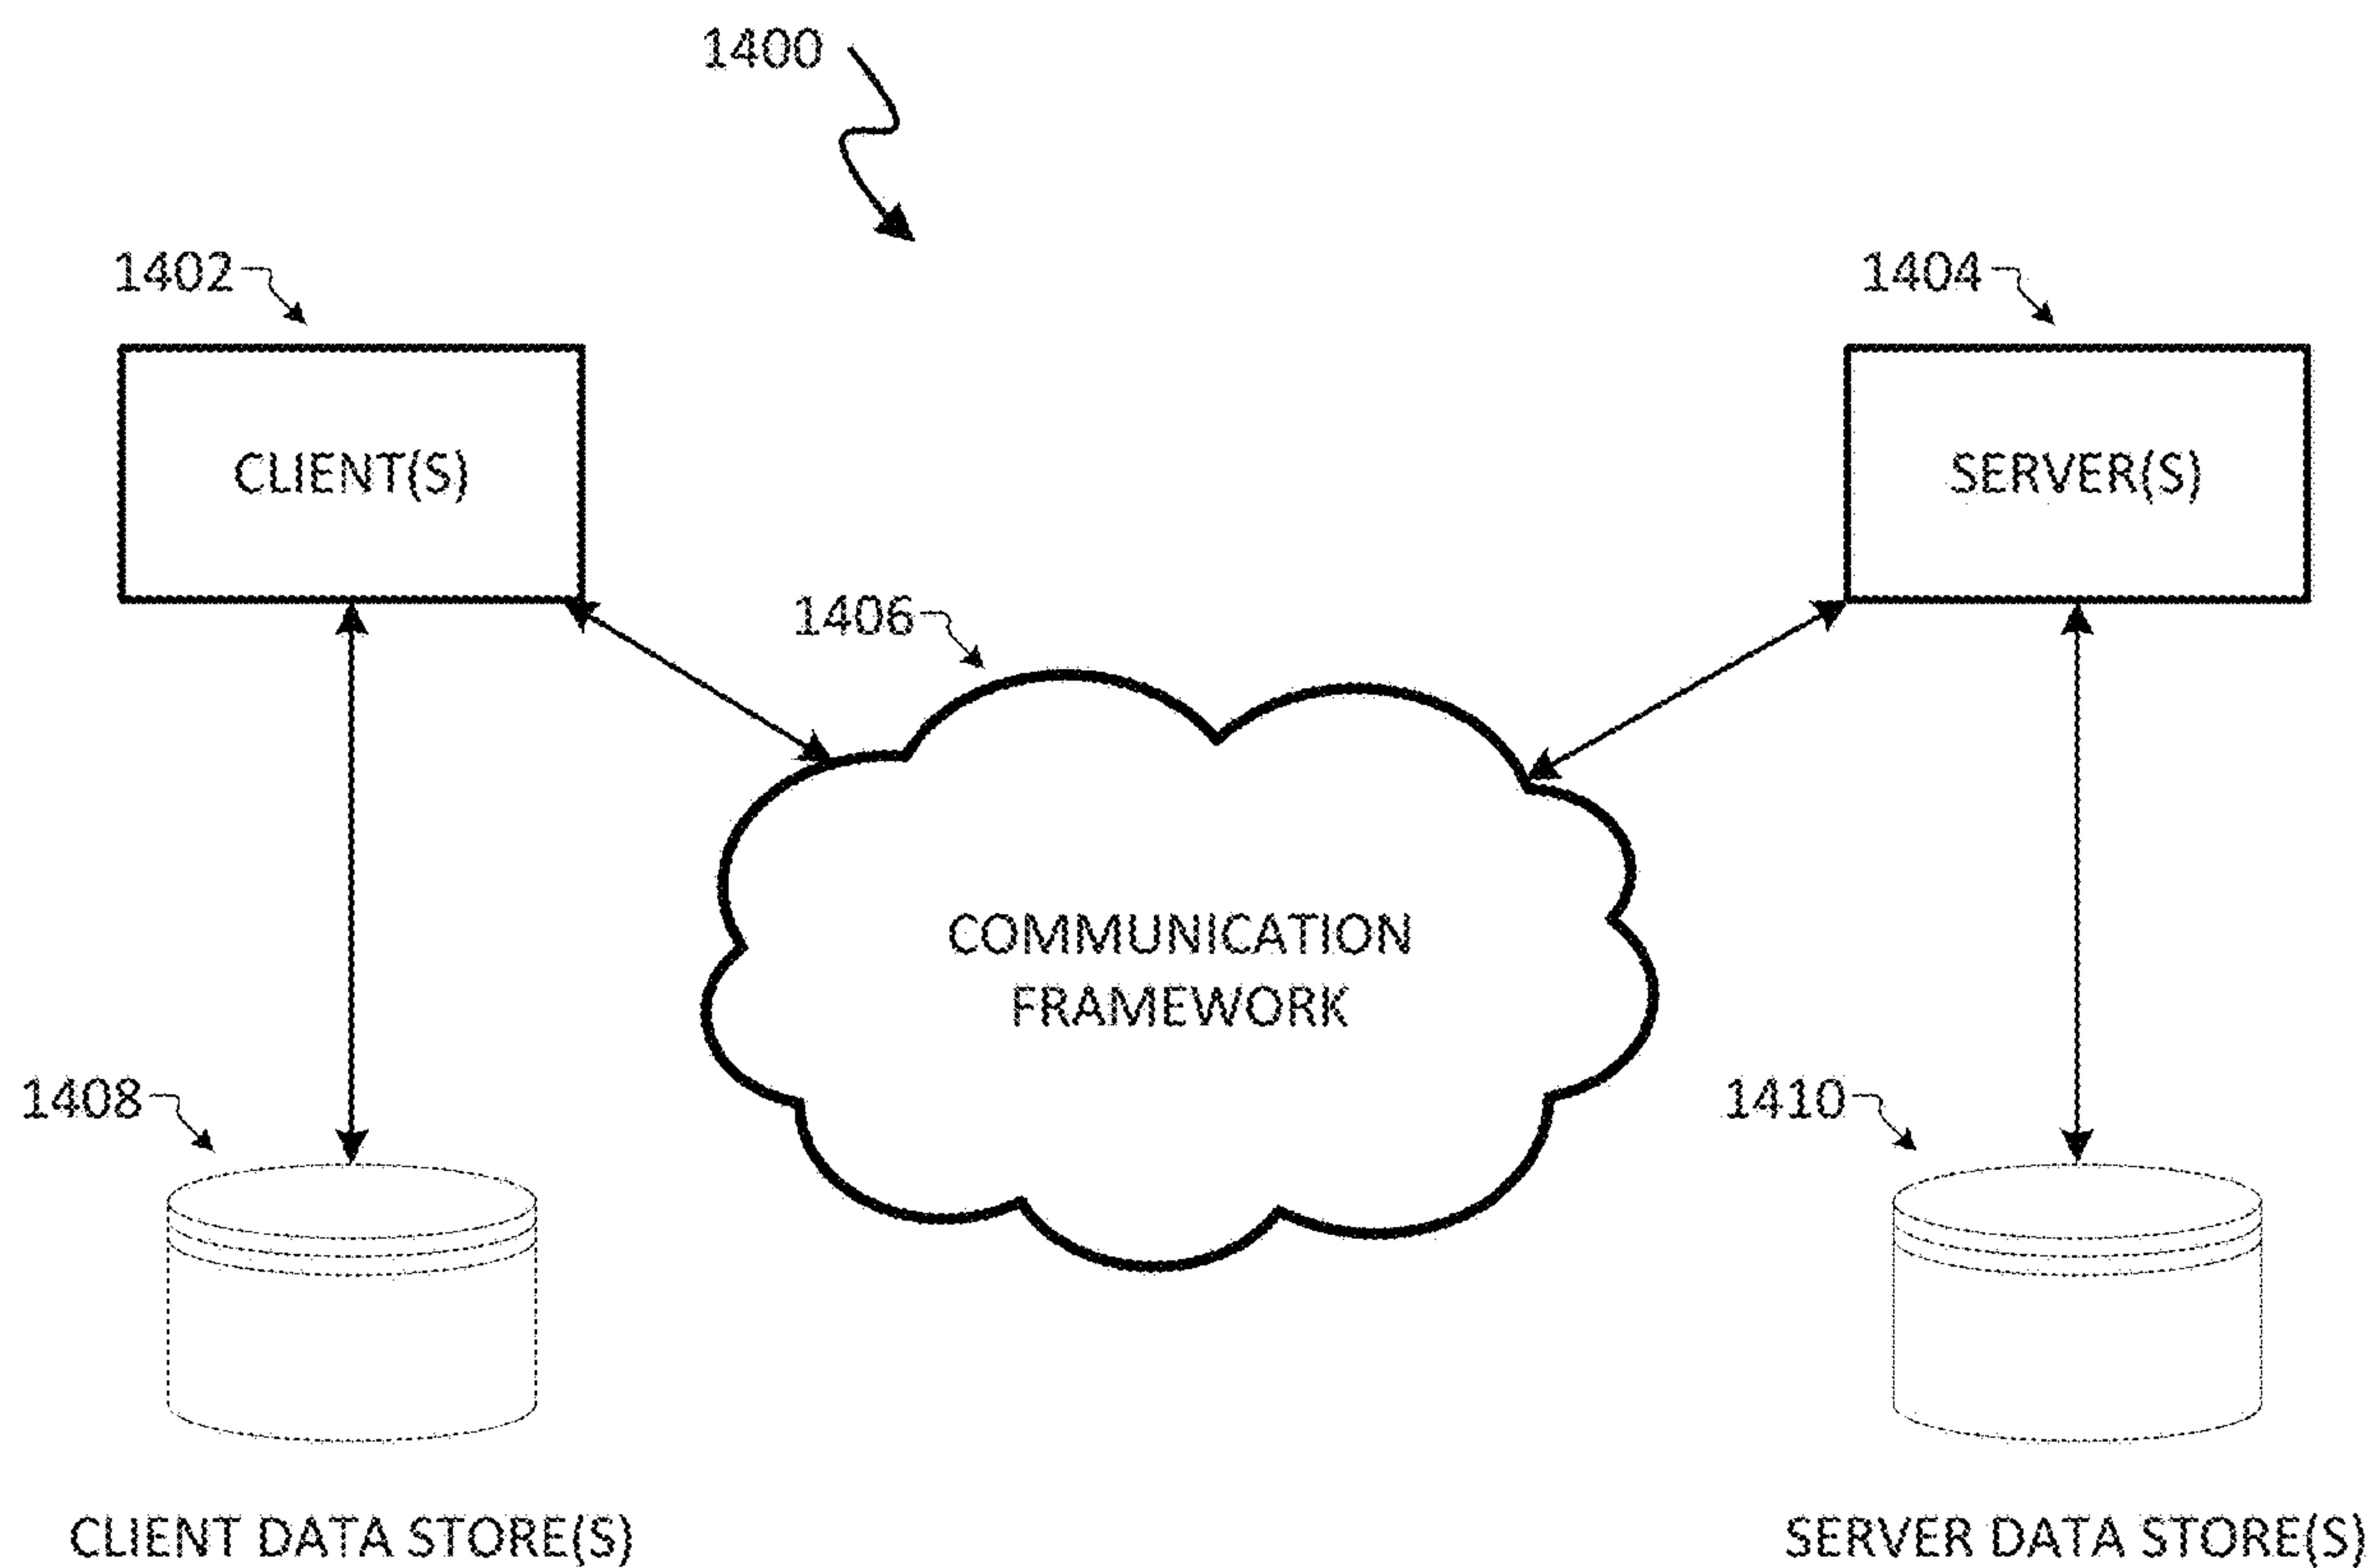 1400
1402
1404
CLIENT(S)
SERVER(S)
1406
COMMUNICATION
FRAMEWORK
1408
1410
CLIENT DATA STORE(S)
SERVER DATA STORE(S)